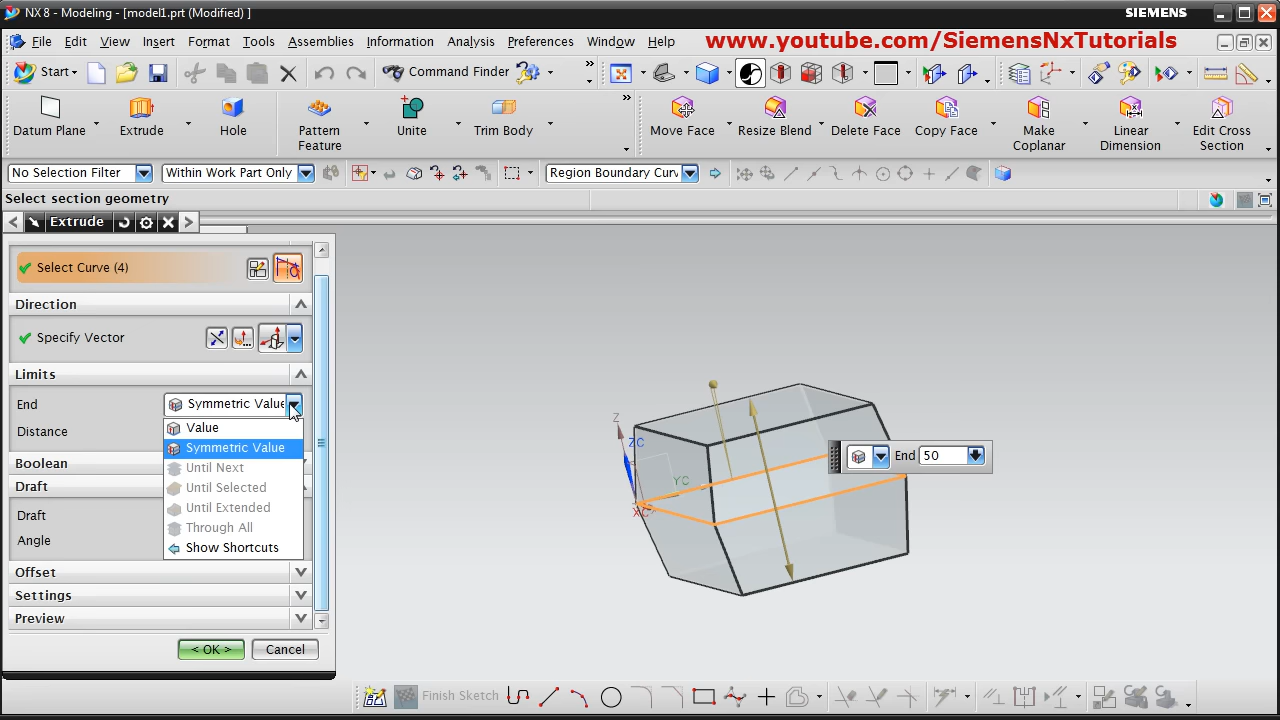 NX 8 - Modeling - [model1.prt (Modified) ]
SIEMENS
File Edit View Insert Format Tools Assemblies Information Analysis Preferences Window Help
www.youtube.com/SiemensNxTutorials
Start Command Finder
Datum Plane Extrude Hole Pattern Feature Unite Trim Body Move Face Resize Blend Delete Face Copy Face Make Coplanar Linear Dimension Edit Cross Section
No Selection Filter Within Work Part Only Region Boundary Curv
Select section geometry
Extrude
Select Curve (4)
Direction
Specify Vector
Limits
End Symmetric Value
Distance
Value
Symmetric Value
Until Next
Until Selected
Until Extended
Through All
Show Shortcuts
Boolean
Draft
Draft
Angle
Offset
Settings
Preview
< OK > Cancel
Z
ZC
YC
XC
End 50
Finish Sketch